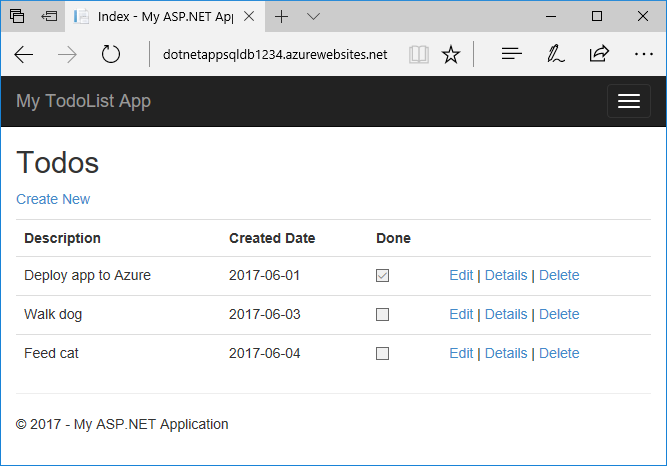 Index - My ASP.NET App
dotnetappsqldb1234.azurewebsites.net
My TodoList App
Todos
Create New
Description Created Date Done
Deploy app to Azure 2017-06-01 Edit | Details | Delete
Walk dog 2017-06-03 Edit | Details | Delete
Feed cat 2017-06-04 Edit | Details | Delete
© 2017 - My ASP.NET Application